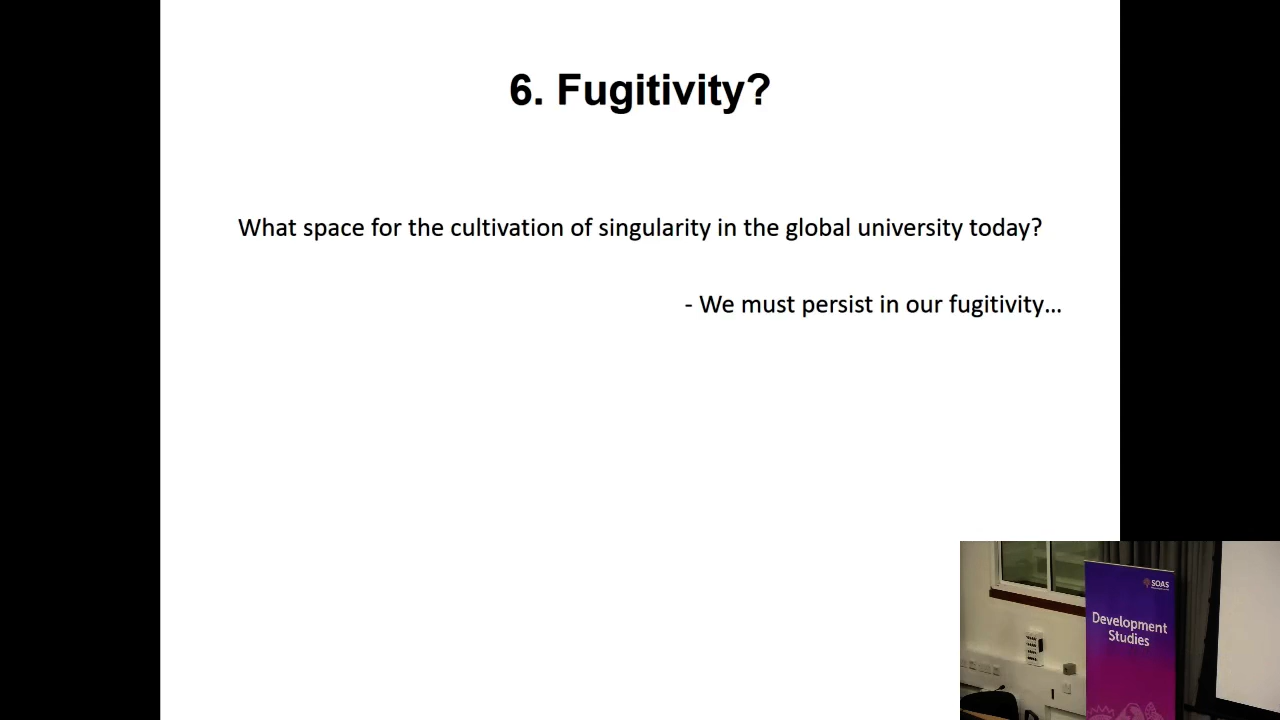 6. Fugitivity?
What space for the cultivation of singularity in the global university today?
- We must persist in our fugitivity...
SOAS
Development
Studies